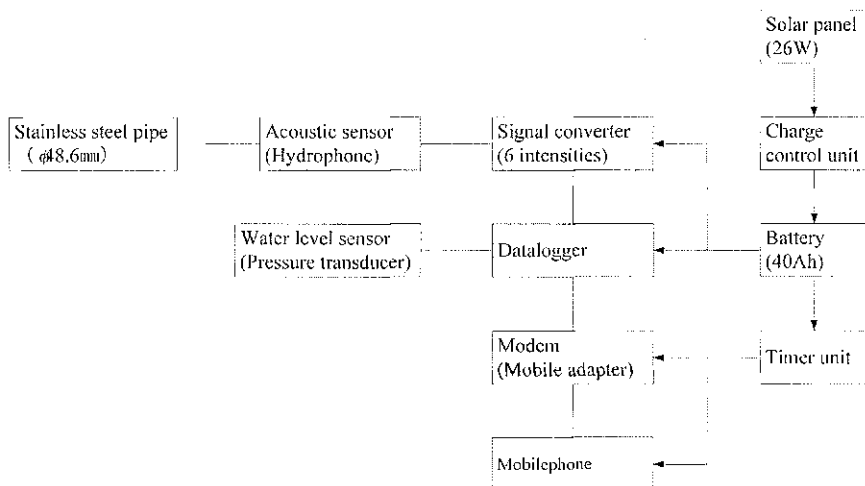 Solar panel
(26W)
Stainless steel pipe
( φ48.6mm)
Acoustic sensor
(Hydrophone)
Signal converter
(6 intensities)
Charge
control unit
Water level sensor
(Pressure transducer)
Datalogger
Battery
(40Ah)
Modem
(Mobile adapter)
Timer unit
Mobilephone